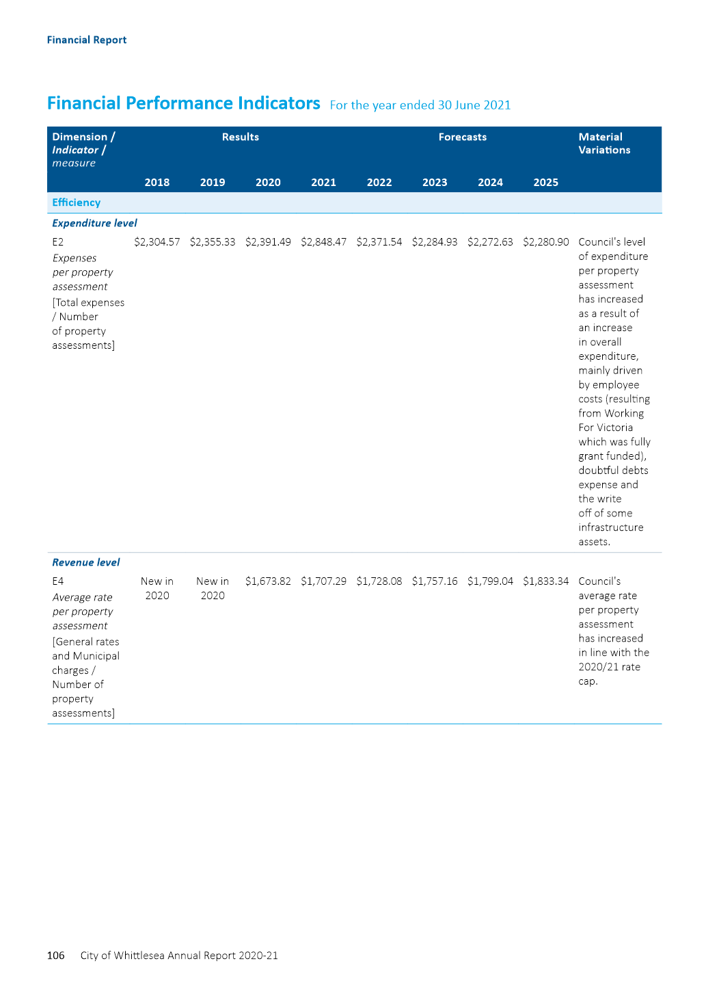 Financial Report
Financial Performance Indicators For the year ended 30 June 2021
Dimension / Results Forecasts Material
Indicator / Variations
measure
2018 2019 2020 2021 2022 2023 2024 2025
Efficiency
Expenditure level
E2 $2,304.57 $2,355.33 $2,391.49 $2,848.47 $2,371.54 $2,284.93 $2,272.63 $2,280.90 Council's level
Expenses of expenditure
per property per property
assessment assessment
[Total expenses has increased
/ Number as a result of
of property an increase
assessments] in overall
expenditure,
mainly driven
by employee
costs (resulting
from Working
For Victoria
which was fully
grant funded),
doubtful debts
expense and
the write
off of some
infrastructure
assets.
Revenue level
E4 New in New in $1,673.82 $1,707.29 $1,728.08 $1,757.16 $1,799.04 $1,833.34 Council's
Average rate 2020 2020 average rate
per property per property
assessment assessment
[General rates has increased
and Municipal in line with the
charges / 2020/21 rate
Number of cap.
property
assessments]
106 City of Whittlesea Annual Report 2020-21